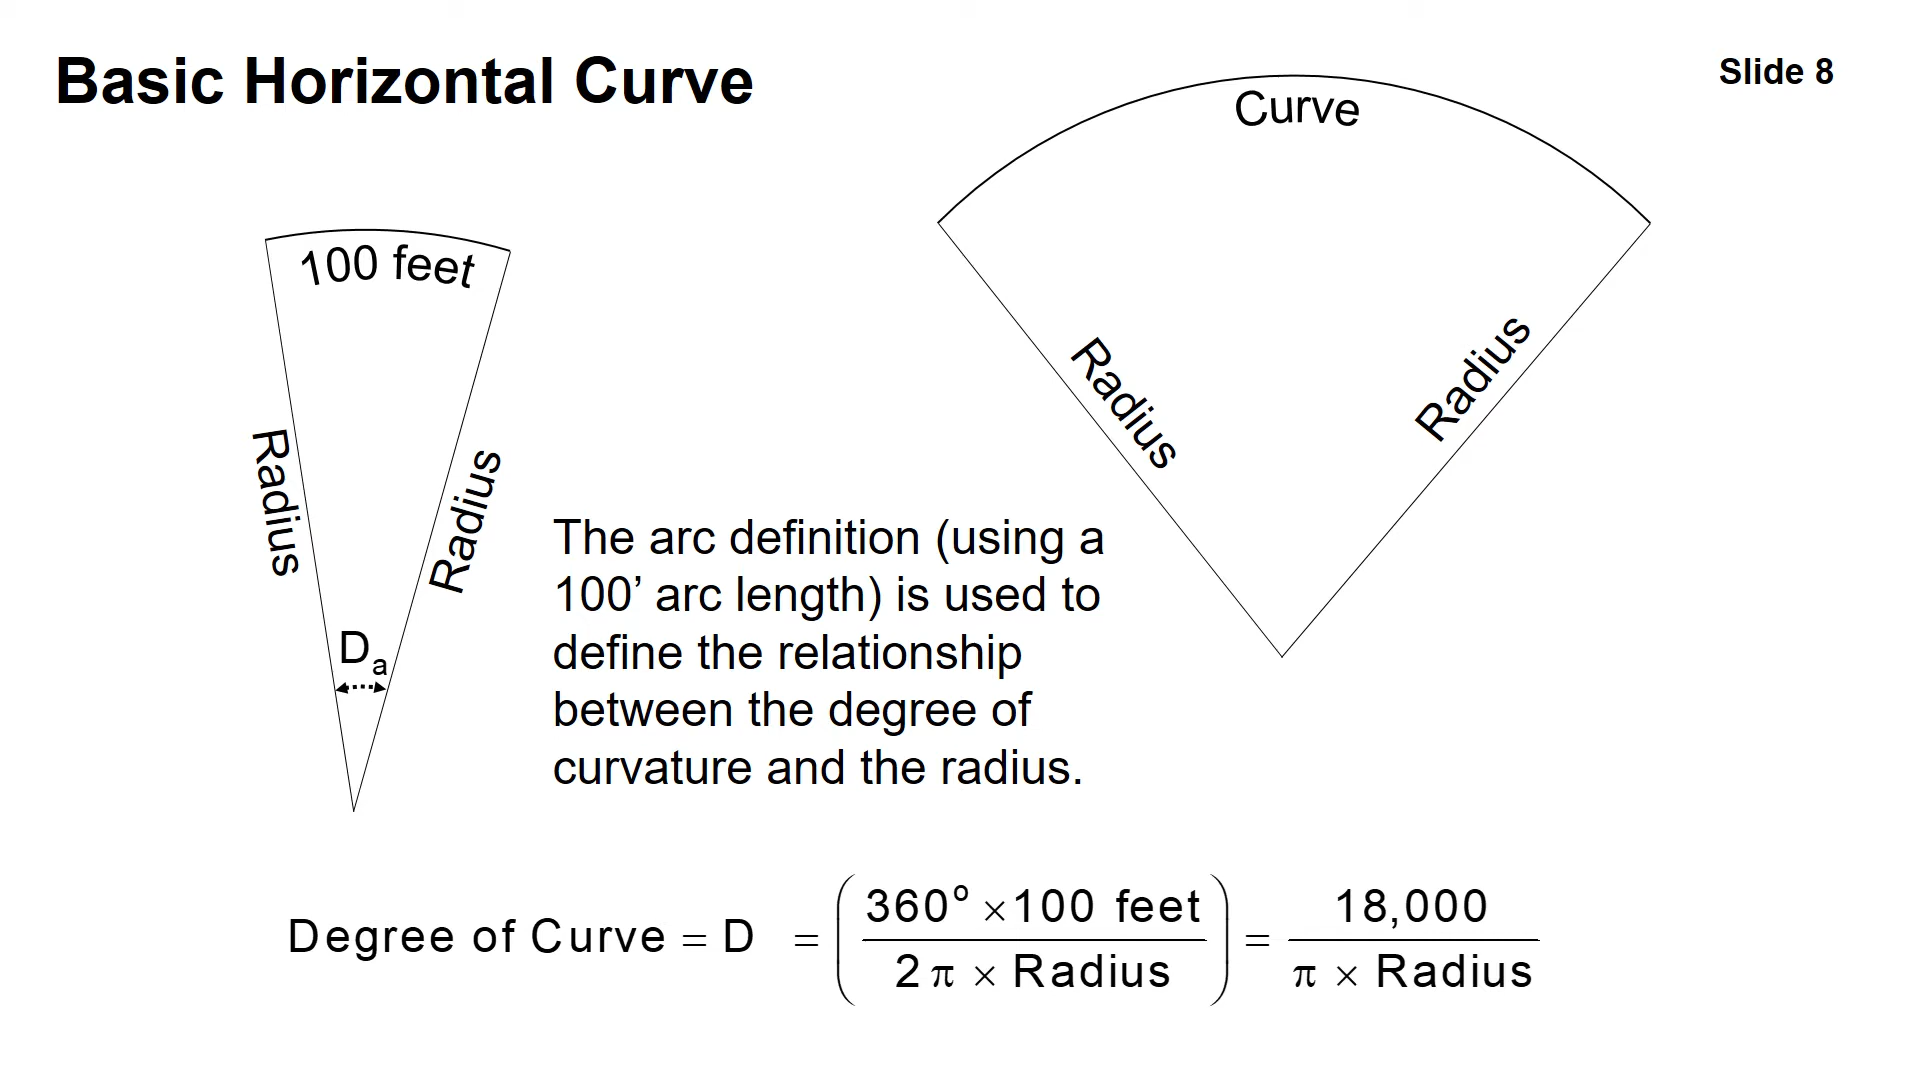 Basic Horizontal Curve
Slide 8
Curve
100 feet
Radius
Radius
Radius
Radius
Dₐ
The arc definition (using a
100’ arc length) is used to
define the relationship
between the degree of
curvature and the radius.
Degree of Curve = D = (360º ×100 feet / 2 π × Radius) = 18,000 / π × Radius